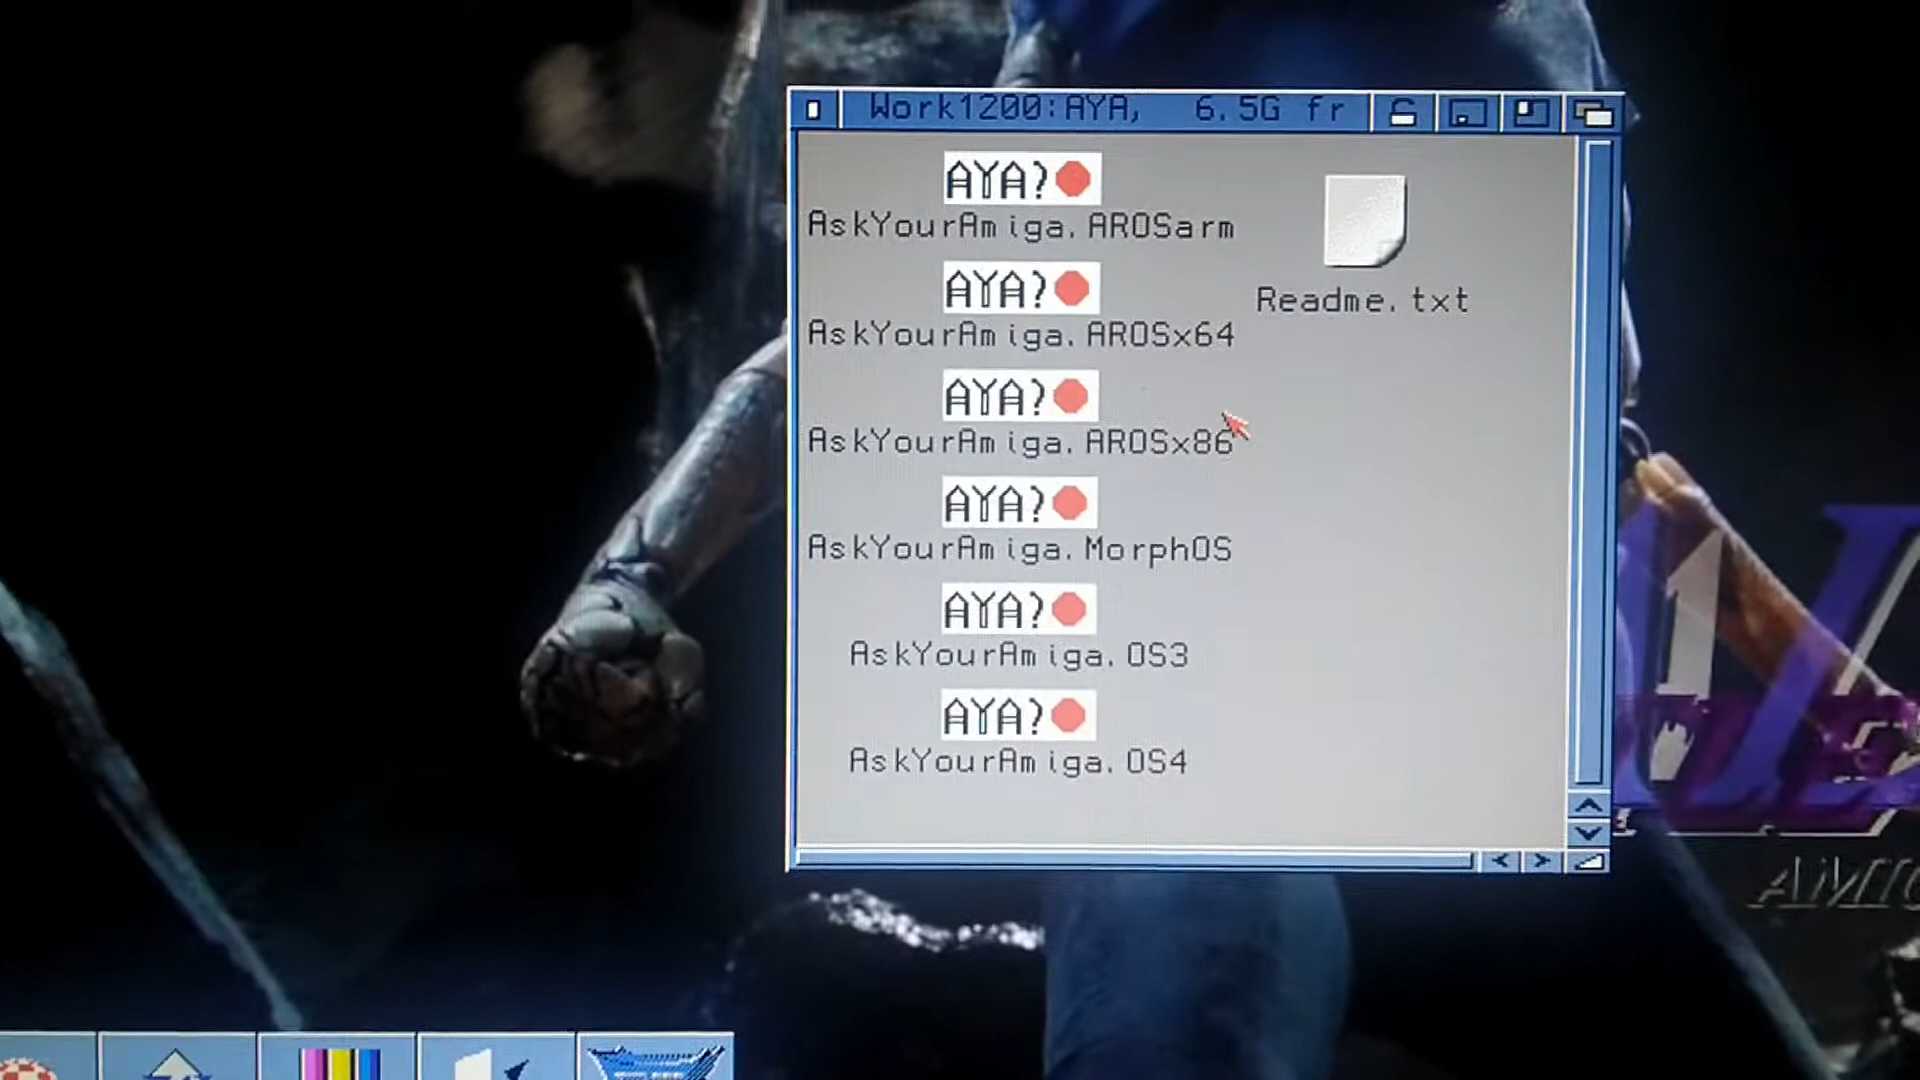 Work1200:AYA, 6.5G fr
AYA?
AskYourAmiga.AROSarm
AYA?
AskYourAmiga.AROSx64
AYA?
AskYourAmiga.AROSx86
AYA?
AskYourAmiga.MorphOS
AYA?
AskYourAmiga.OS3
AYA?
AskYourAmiga.OS4
Readme.txt